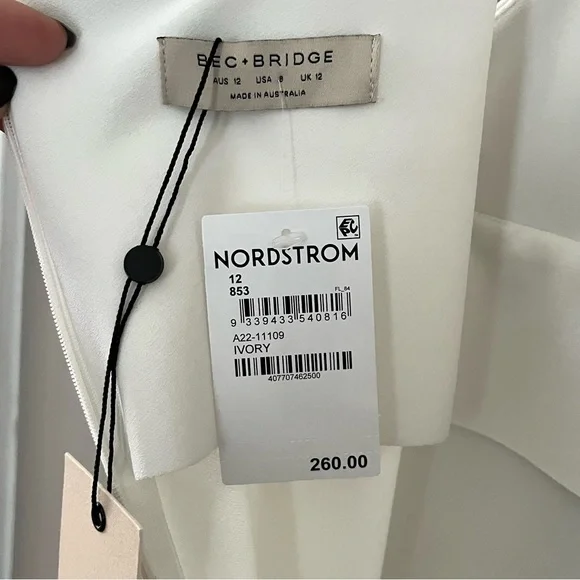 BEC+BRIDGE
AUS 12 USA 8 UK 12
MADE IN AUSTRALIA
NORDSTROM
12
853
FL_84
9 339433 540816
A22-11109
IVORY
407707462500
260.00